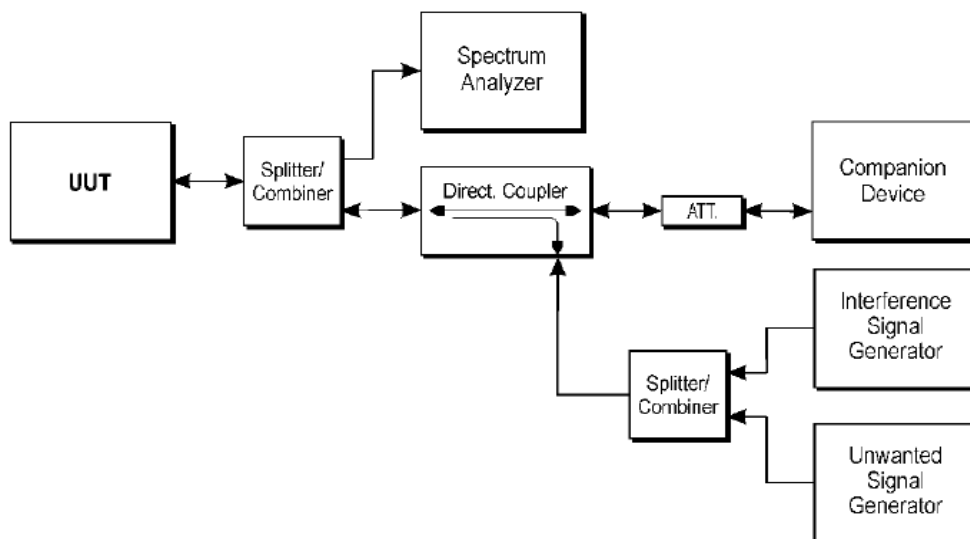 Spectrum
Analyzer
UUT
Splitter/
Combiner
Direct. Coupler
ATT.
Companion
Device
Interference
Signal
Generator
Splitter/
Combiner
Unwanted
Signal
Generator